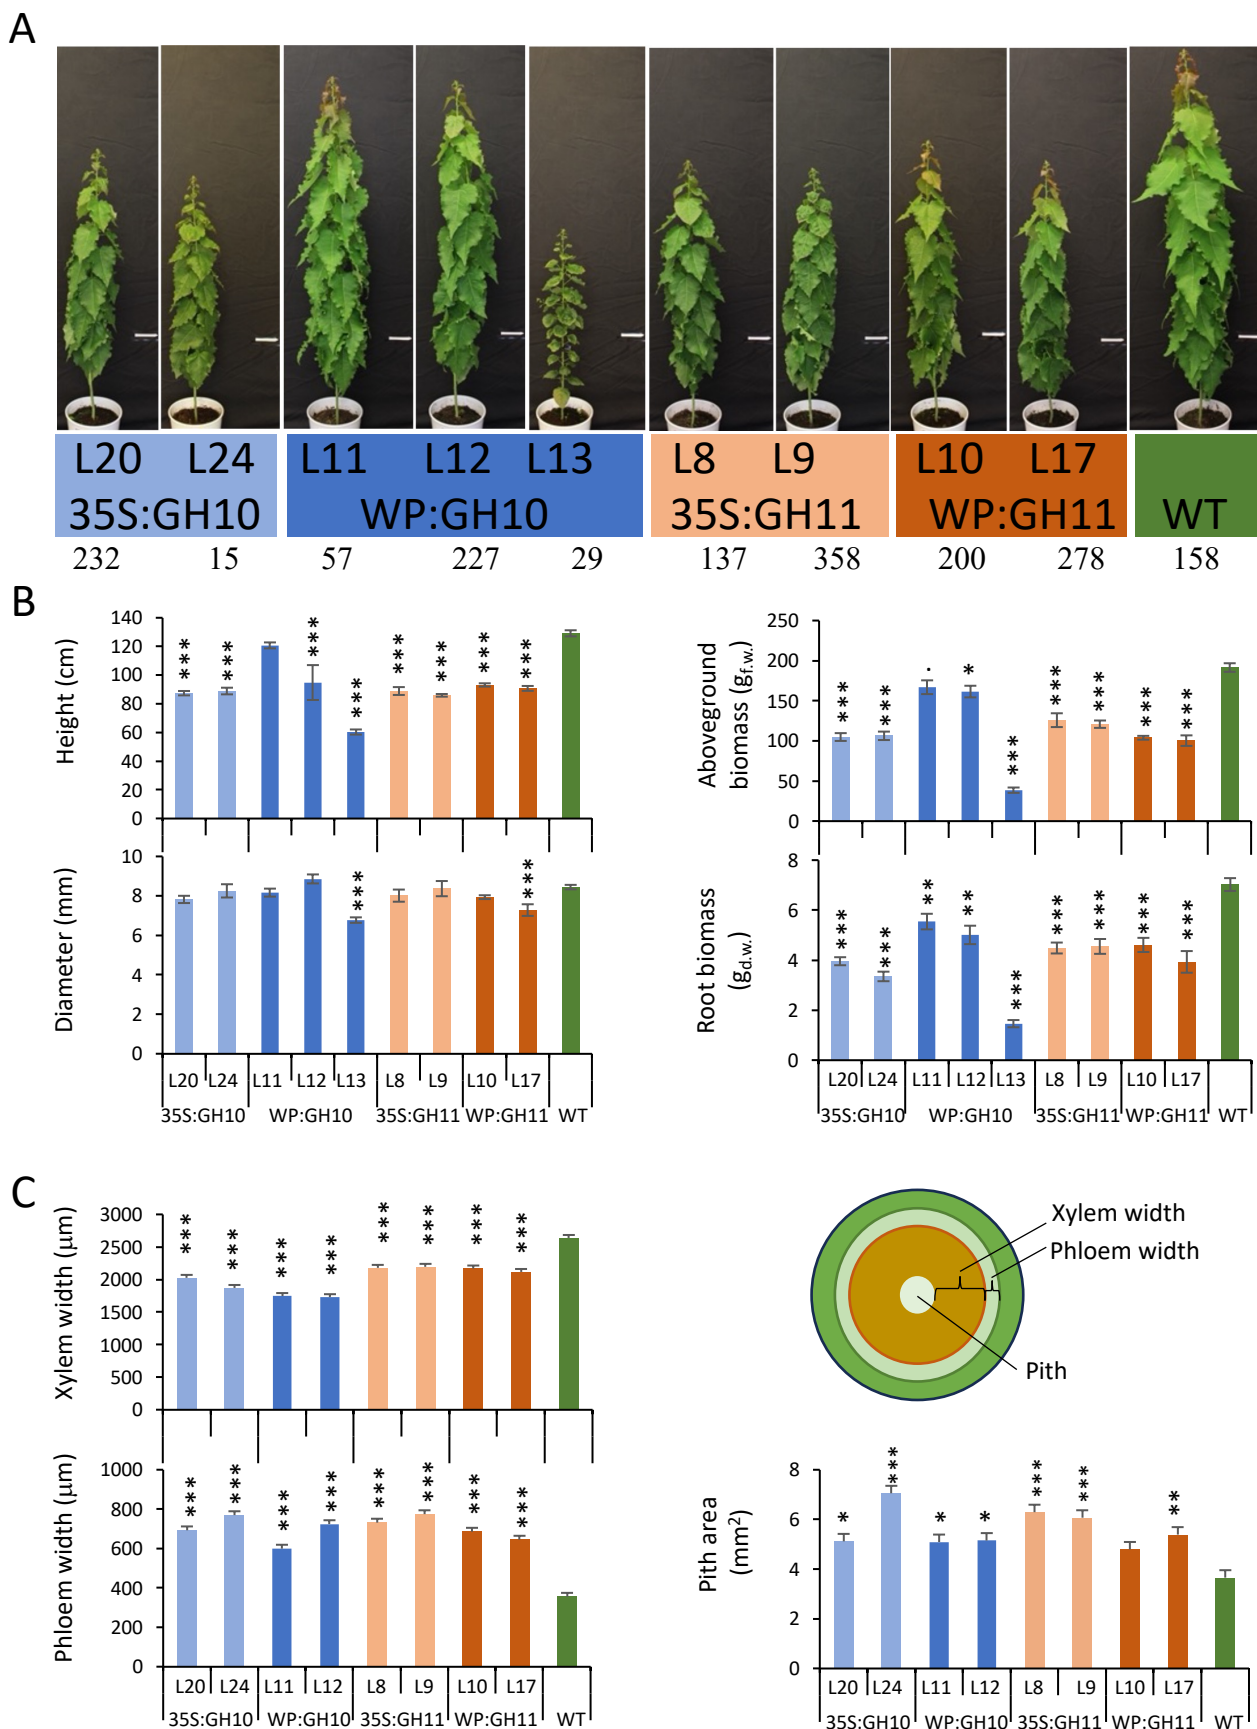 A
L20 L24 L11 L12 L13 L8 L9 L10 L17
35S:GH10 WP:GH10 35S:GH11 WP:GH11 WT
232 15 57 227 29 137 358 200 278 158
B
Height (cm)
140
120
100
80
60
40
20
0
*** *** *** *** *** *** *** ***
Diameter (mm)
10
8
6
4
2
0
*** ***
L20 L24 L11 L12 L13 L8 L9 L10 L17
35S:GH10 WP:GH10 35S:GH11 WP:GH11 WT
Aboveground
biomass (gf.w.)
250
200
150
100
50
0
*** *** . * *** *** *** *** ***
Root biomass
(gd.w.)
8
6
4
2
0
*** *** ** ** *** *** *** *** ***
L20 L24 L11 L12 L13 L8 L9 L10 L17
35S:GH10 WP:GH10 35S:GH11 WP:GH11 WT
C
Xylem width (μm)
3000
2500
2000
1500
1000
500
0
*** *** *** *** *** *** *** ***
Phloem width (μm)
1000
800
600
400
200
0
*** *** *** *** *** *** *** ***
L20 L24 L11 L12 L8 L9 L10 L17
35S:GH10 WP:GH10 35S:GH11 WP:GH11 WT
Xylem width
Phloem width
Pith
Pith area
(mm²)
8
6
4
2
0
* *** * * *** *** **
L20 L24 L11 L12 L8 L9 L10 L17
35S:GH10 WP:GH10 35S:GH11 WP:GH11 WT